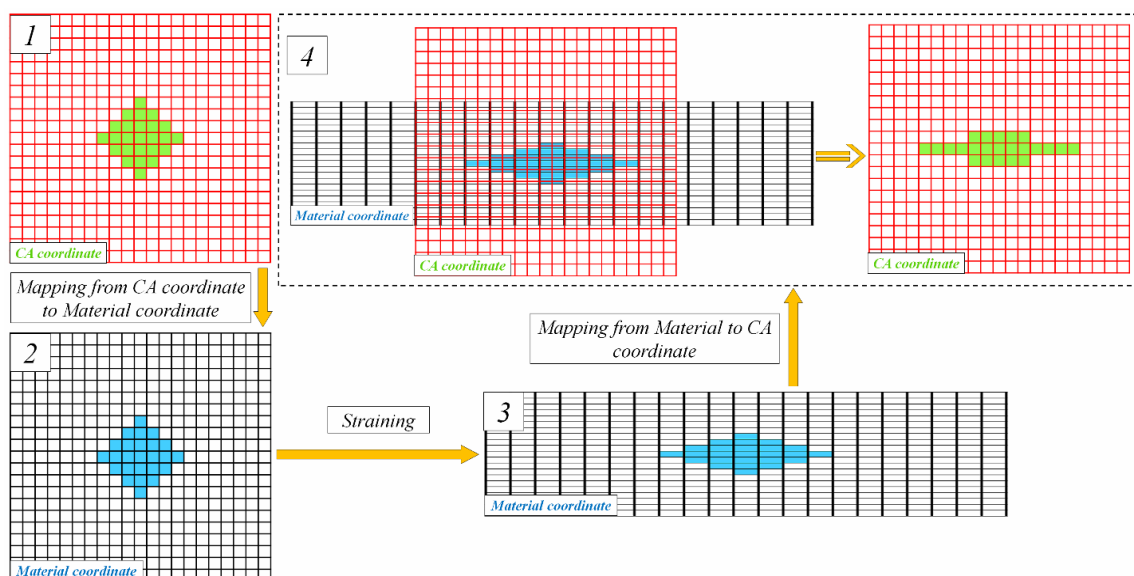 1
CA coordinate
Mapping from CA coordinate
to Material coordinate
2
Material coordinate
Straining
3
Material coordinate
Mapping from Material to CA
coordinate
4
Material coordinate
CA coordinate
CA coordinate